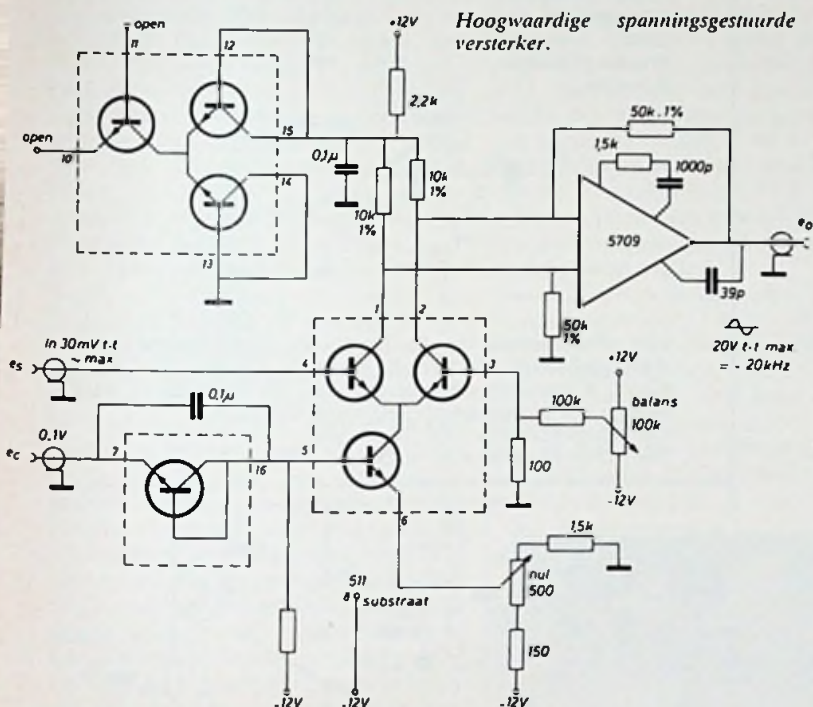 Hoogwaardige spanningsgestuurde
versterker.
open
11
12
+12V
2,2k
50k.1%
1,5k
1000p
open
10
15
0,1µ
10k
1%
10k
1%
14
13
5709
eo
39p
1
2
50k
1%
20V t-t max.
= - 20kHz
in 30mV t-t
~ max
es
4
3
+12V
balans
100k
100k
0,1µ
0,1V
ec
7
16
5
100
-12V
6
1,5k
nul
500
511
8 substraat
150
-12V
-12V
-12V